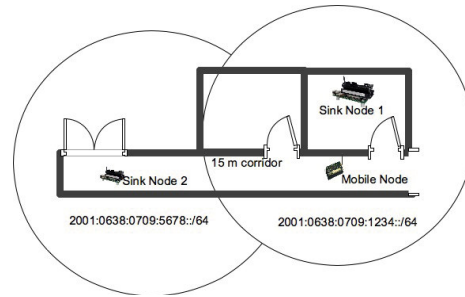 Sink Node 1
15 m corridor
Sink Node 2
Mobile Node
2001:0638:0709:5678::/64
2001:0638:0709:1234::/64